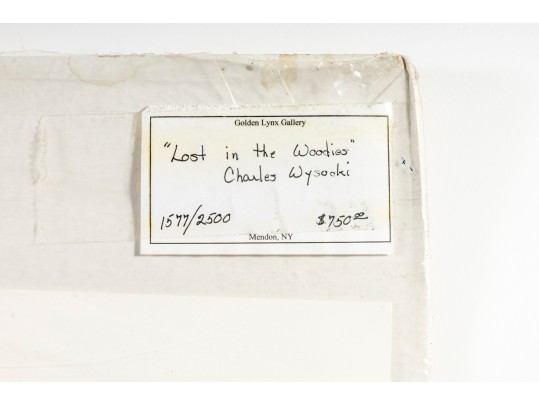 Golden Lynx Gallery
"Lost in the Woodies"
Charles Wysocki
1577/2500 $750.00
Mendon, NY